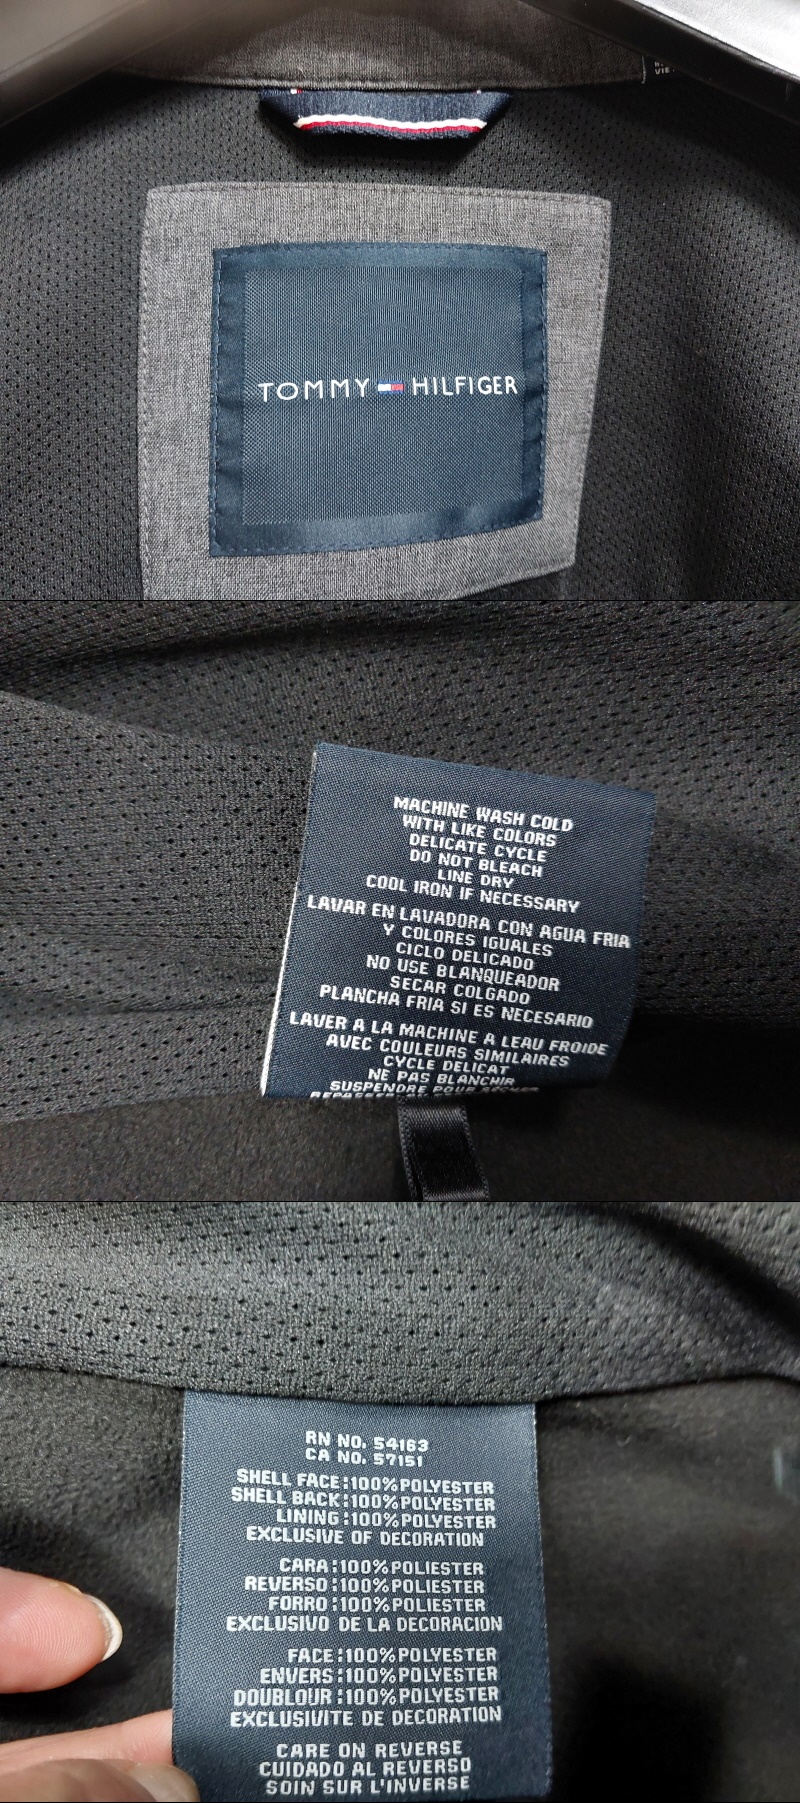 VIE
TOMMY HILFIGER
MACHINE WASH COLD
WITH LIKE COLORS
DELICATE CYCLE
DO NOT BLEACH
LINE DRY
COOL IRON IF NECESSARY
LAVAR EN LAVADORA CON AGUA FRIA
Y COLORES IGUALES
CICLO DELICADO
NO USE BLANQUEADOR
SECAR COLGADO
PLANCHA FRIA SI ES NECESARIO
LAVER A LA MACHINE A LEAU FROIDE
AVEC COULEURS SIMILAIRES
CYCLE DELICAT
NE PAS BLANCHIR
SUSPENDRE POUR
RN NO. 54163
CA NO. 57151
SHELL FACE:100%POLYESTER
SHELL BACK:100%POLYESTER
LINING:100%POLYESTER
EXCLUSIVE OF DECORATION
CARA:100%POLIESTER
REVERSO:100%POLIESTER
FORRO:100%POLIESTER
EXCLUSIVO DE LA DECORACION
FACE:100%POLYESTER
ENVERS:100%POLYESTER
DOUBLOUR:100%POLYESTER
EXCLUSIVITE DE DECORATION
CARE ON REVERSE
CUIDADO AL REVERSO
SOIN SUR L'INVERSE